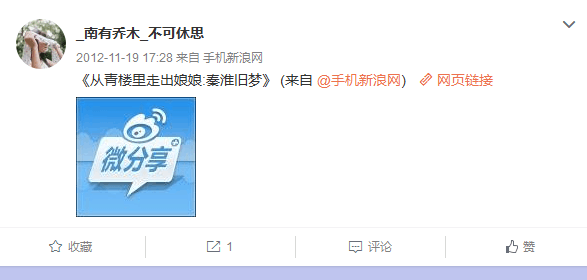 _南有乔木_不可休思
2012-11-19 17:28 来自 手机新浪网
《从青楼里走出娘娘:秦淮旧梦》 (来自 @手机新浪网) 网页链接
微分享
收藏 1 评论 赞